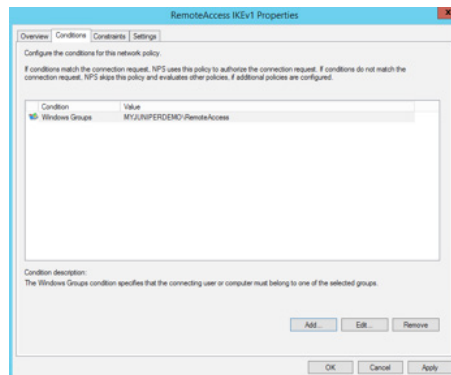 RemoteAccess IKEv1 Properties
x
Overview Conditions Constraints Settings
Configure the conditions for this network policy.
If conditions match the connection request, NPS uses this policy to authorize the connection request. If conditions do not match the
connection request, NPS skips this policy and evaluates other policies, if additional policies are configured.
Condition Value
Windows Groups MYJUNIPERDEMO\RemoteAccess
Condition description:
The Windows Groups condition specifies that the connecting user or computer must belong to one of the selected groups.
Add... Edit... Remove
OK Cancel Apply